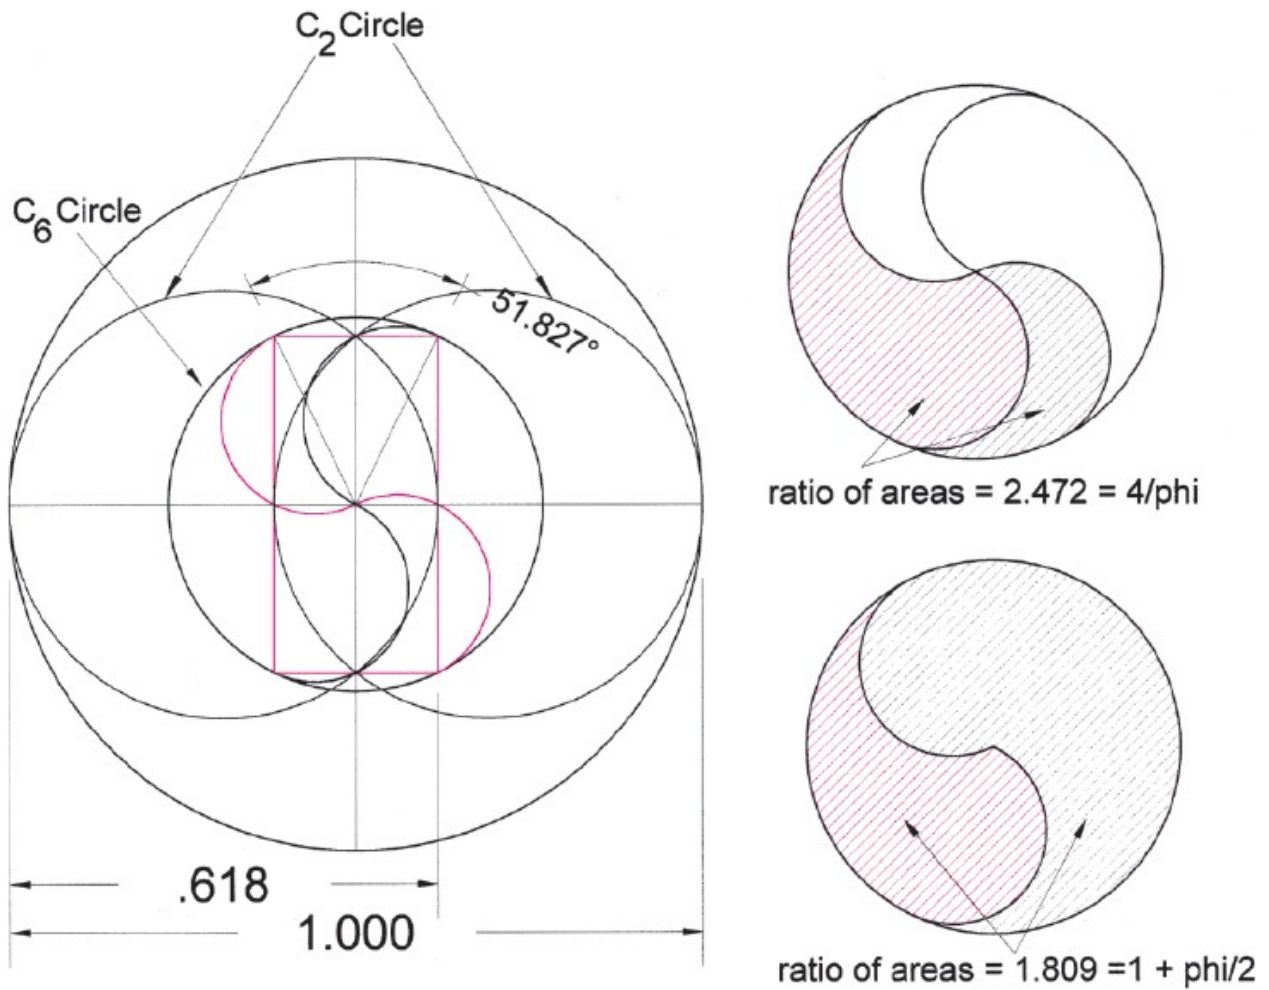 C2 Circle
C6 Circle
51.827°
.618
1.000
ratio of areas = 2.472 = 4/phi
ratio of areas = 1.809 =1 + phi/2